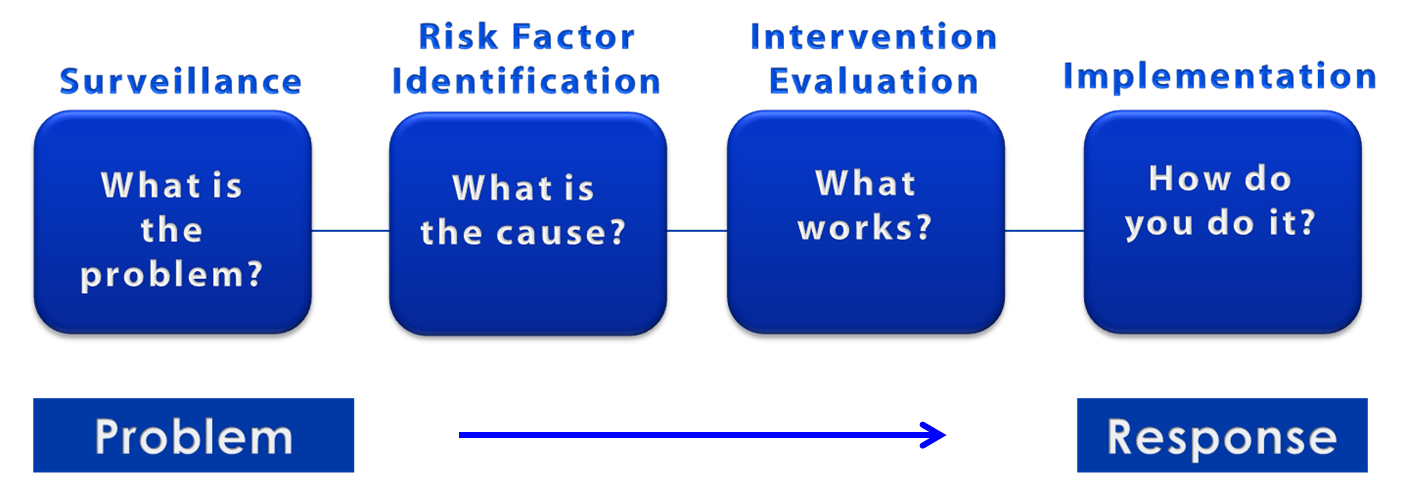 Surveillance
What is
the
problem?
Risk Factor
Identification
What is
the cause?
Intervention
Evaluation
What
works?
Implementation
How do
you do it?
Problem
Response